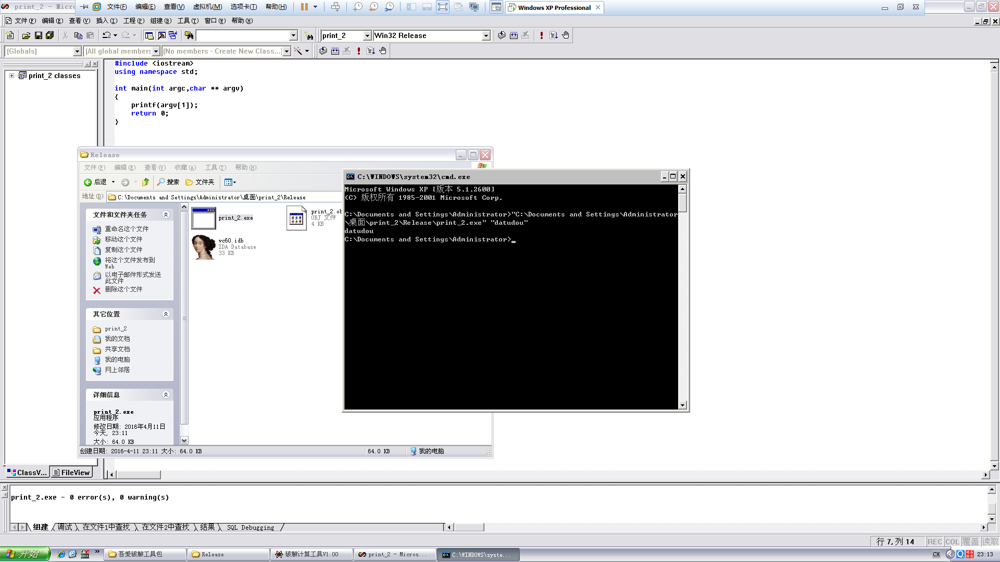 print_2 - Micro
文件(F) 编辑(E) 查看(V) 虚拟机(M) 选项卡(T) 帮助(H)
Windows XP Professional
文件(F) 编辑(E) 查看(V) 插入(I) 工程(P) 组建(B) 工具(T) 窗口(W) 帮助(H)
print_2 Win32 Release
(Globals) (All global members (No members - Create New Class...)
print_2 classes
#include <iostream>
using namespace std;
int main(int argc,char ** argv)
{
printf(argv[1]);
return 0;
}
Release
文件(F) 编辑(E) 查看(V) 收藏(A) 工具(T) 帮助(H)
后退 搜索 文件夹
地址(D) C:\Documents and Settings\Administrator\桌面\print_2\Release
文件和文件夹任务
重命名这个文件
移动这个文件
复制这个文件
将这个文件发布到
Web
以电子邮件形式发送
此文件
删除这个文件
其它位置
print_2
我的文档
共享文档
我的电脑
网上邻居
详细信息
print_2.exe
应用程序
修改日期: 2016年4月11日
今天, 23:11
大小: 64.0 KB
print_2.exe
print_2.ob
OBJ 文件
4 KB
vc60.idb
IDA Database
33 KB
创建日期: 2016-4-11 23:11 大小: 64.0 KB 64.0 KB 我的电脑
C:\WINDOWS\system32\cmd.exe
Microsoft Windows XP [版本 5.1.2600]
(C) 版权所有 1985-2001 Microsoft Corp.
C:\Documents and Settings\Administrator>"C:\Documents and Settings\Administrator
\桌面\print_2\Release\print_2.exe" "datudou"
datudou
C:\Documents and Settings\Administrator>_
ClassV... FileView
print_2.exe - 0 error(s), 0 warning(s)
组建 调试 在文件1中查找 在文件2中查找 结果 SQL Debugging
行 7,列 14 REC COL 覆盖 读取
开始 吾爱破解工具包 Release 破解计算工具V1.00 print_2 - Micros... C:\WINDOWS\syste... CH 23:13